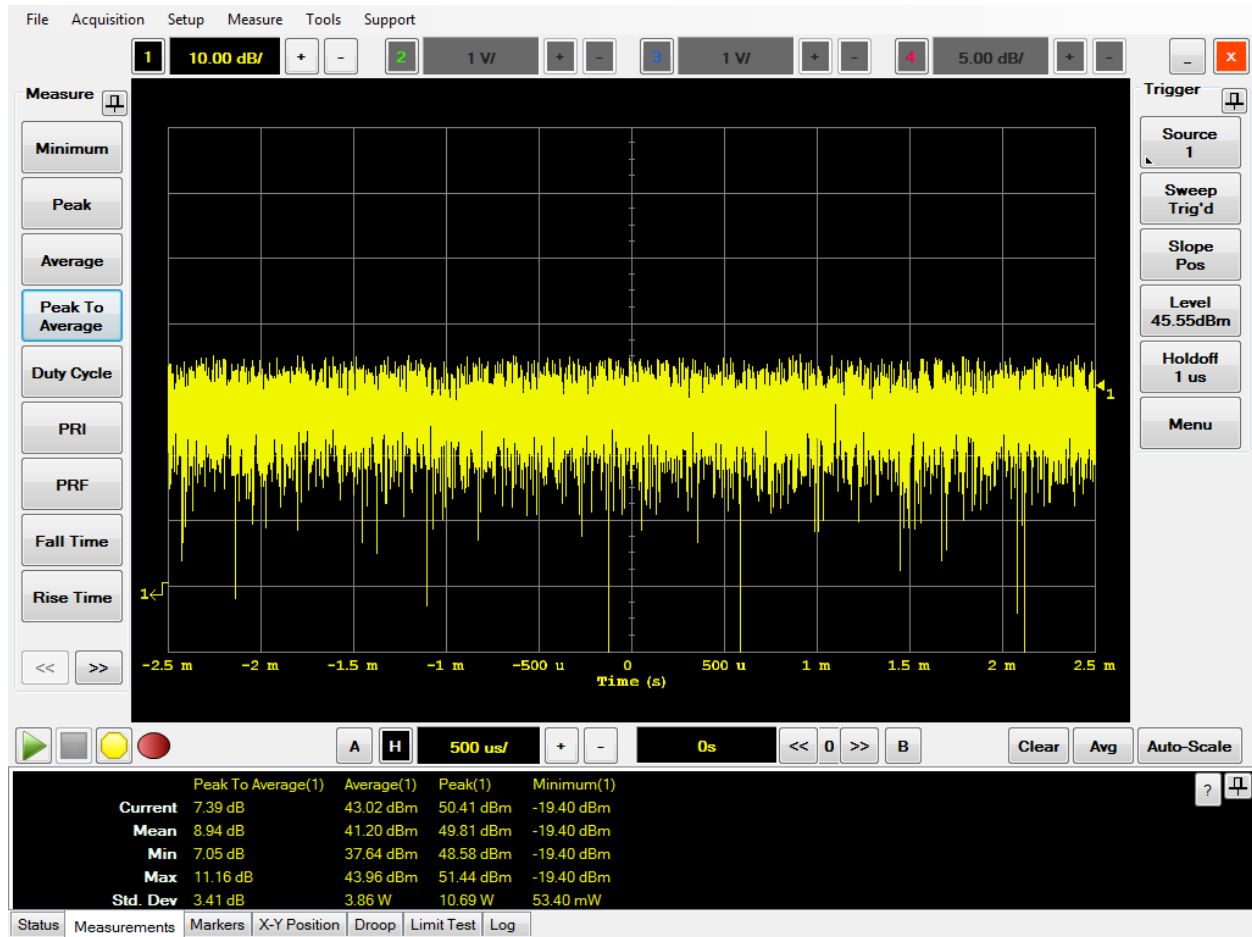 File Acquisition Setup Measure Tools Support
1 10.00 dB/ + - 2 1 V/ + - 3 1 V/ + - 4 5.00 dB/ + - _ x
Measure
Minimum
Peak
Average
Peak To
Average
Duty Cycle
PRI
PRF
Fall Time
Rise Time
<< >>
1
1
-2.5 m -2 m -1.5 m -1 m -500 u 0 500 u 1 m 1.5 m 2 m 2.5 m
Time (s)
Trigger
Source
1
Sweep
Trig'd
Slope
Pos
Level
45.55dBm
Holdoff
1 us
Menu
A H 500 us/ + - 0s << 0 >> B Clear Avg Auto-Scale
Peak To Average(1) Average(1) Peak(1) Minimum(1) ?
Current 7.39 dB 43.02 dBm 50.41 dBm -19.40 dBm
Mean 8.94 dB 41.20 dBm 49.81 dBm -19.40 dBm
Min 7.05 dB 37.64 dBm 48.58 dBm -19.40 dBm
Max 11.16 dB 43.96 dBm 51.44 dBm -19.40 dBm
Std. Dev 3.41 dB 3.86 W 10.69 W 53.40 mW
Status Measurements Markers X-Y Position Droop Limit Test Log